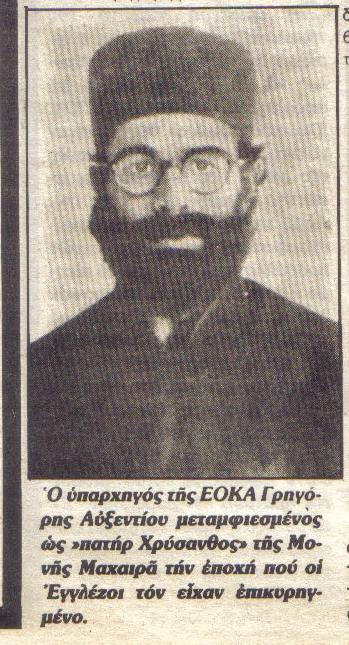 Ὁ ὑπαρχηγός τῆς ΕΟΚΑ Γρηγό-
ρης Αὐξεντίου μεταμφιεσμένος
ὡς »πατήρ Χρύσανθος» τῆς Μο-
νῆς Μαχαιρᾶ τήν ἐποχή πού οἱ
Ἐγγλέζοι τόν εἶχαν ἐπικυρηγ-
μένο.